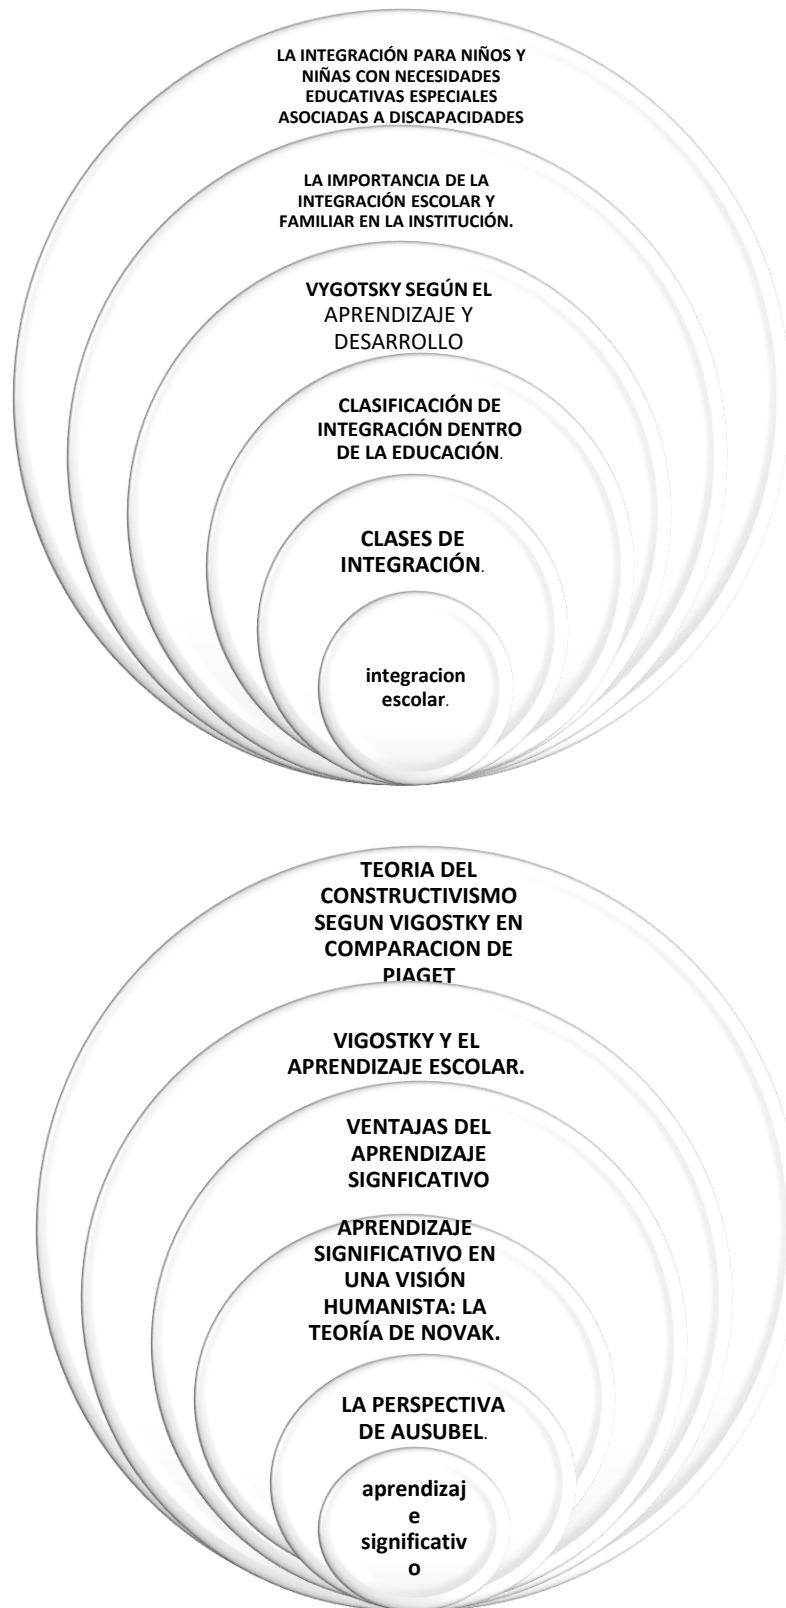 LA INTEGRACIÓN PARA NIÑOS Y
NIÑAS CON NECESIDADES
EDUCATIVAS ESPECIALES
ASOCIADAS A DISCAPACIDADES
LA IMPORTANCIA DE LA
INTEGRACIÓN ESCOLAR Y
FAMILIAR EN LA INSTITUCIÓN.
VYGOTSKY SEGÚN EL
APRENDIZAJE Y
DESARROLLO
CLASIFICACIÓN DE
INTEGRACIÓN DENTRO
DE LA EDUCACIÓN.
CLASES DE
INTEGRACIÓN.
integracion
escolar.
TEORIA DEL
CONSTRUCTIVISMO
SEGUN VIGOSTKY EN
COMPARACION DE
PIAGET
VIGOSTKY Y EL
APRENDIZAJE ESCOLAR.
VENTAJAS DEL
APRENDIZAJE
SIGNFICATIVO
APRENDIZAJE
SIGNIFICATIVO EN
UNA VISIÓN
HUMANISTA: LA
TEORÍA DE NOVAK.
LA PERSPECTIVA
DE AUSUBEL.
aprendizaj
e
significativ
o